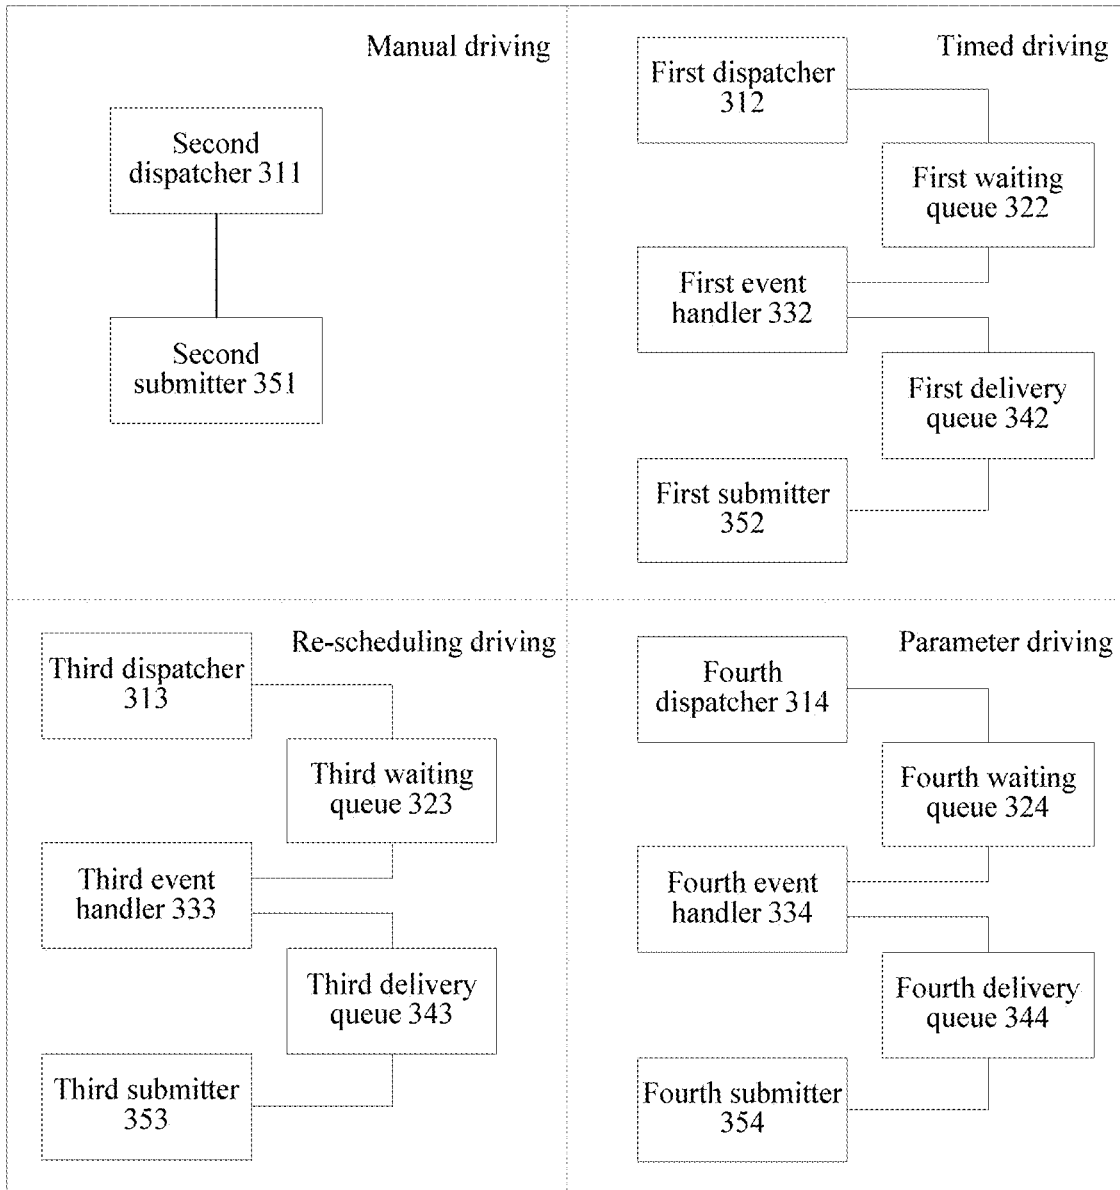 Manual driving
Second
dispatcher 311
Second
submitter 351
Timed driving
First dispatcher
312
First waiting
queue 322
First event
handler 332
First delivery
queue 342
First submitter
352
Re-scheduling driving
Third dispatcher
313
Third waiting
queue 323
Third event
handler 333
Third delivery
queue 343
Third submitter
353
Parameter driving
Fourth
dispatcher 314
Fourth waiting
queue 324
Fourth event
handler 334
Fourth delivery
queue 344
Fourth submitter
354